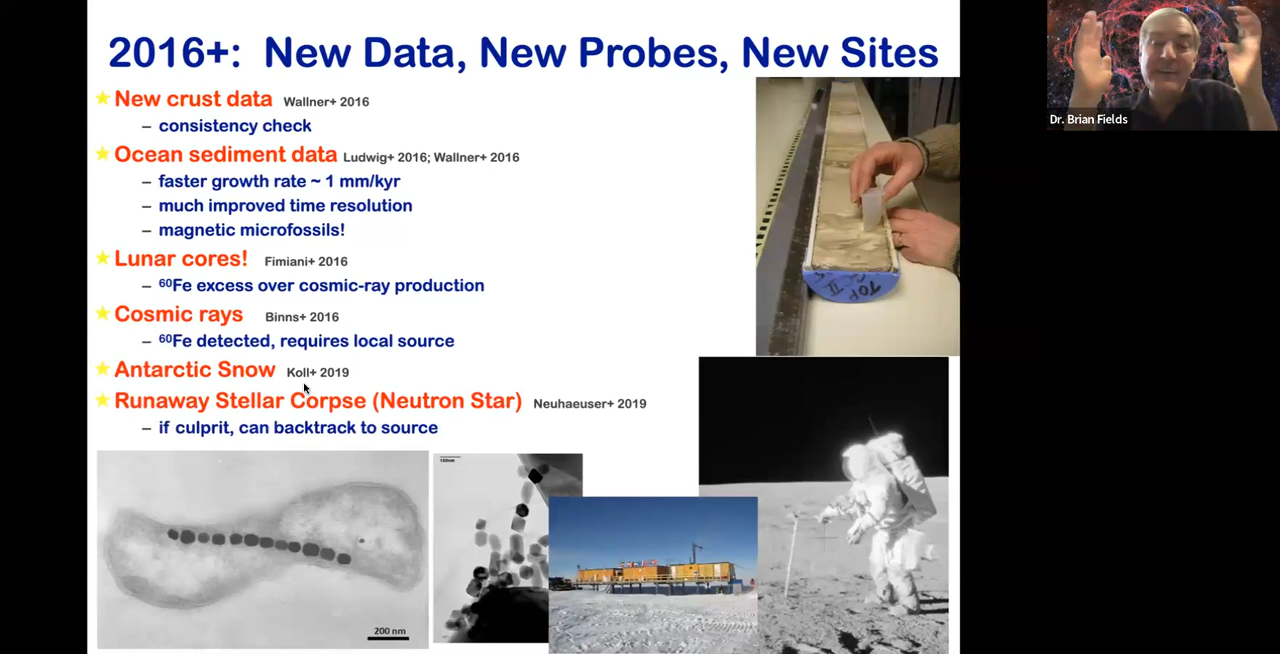 2016+: New Data, New Probes, New Sites
New crust data Wallner+ 2016
– consistency check
Ocean sediment data Ludwig+ 2016; Wallner+ 2016
– faster growth rate ~ 1 mm/kyr
– much improved time resolution
– magnetic microfossils!
Lunar cores! Fimiani+ 2016
– ⁶⁰Fe excess over cosmic-ray production
Cosmic rays Binns+ 2016
– ⁶⁰Fe detected, requires local source
Antarctic Snow Koll+ 2019
Runaway Stellar Corpse (Neutron Star) Neuhaeuser+ 2019
– if culprit, can backtrack to source
200 nm
100nm
TOP
Dr. Brian Fields